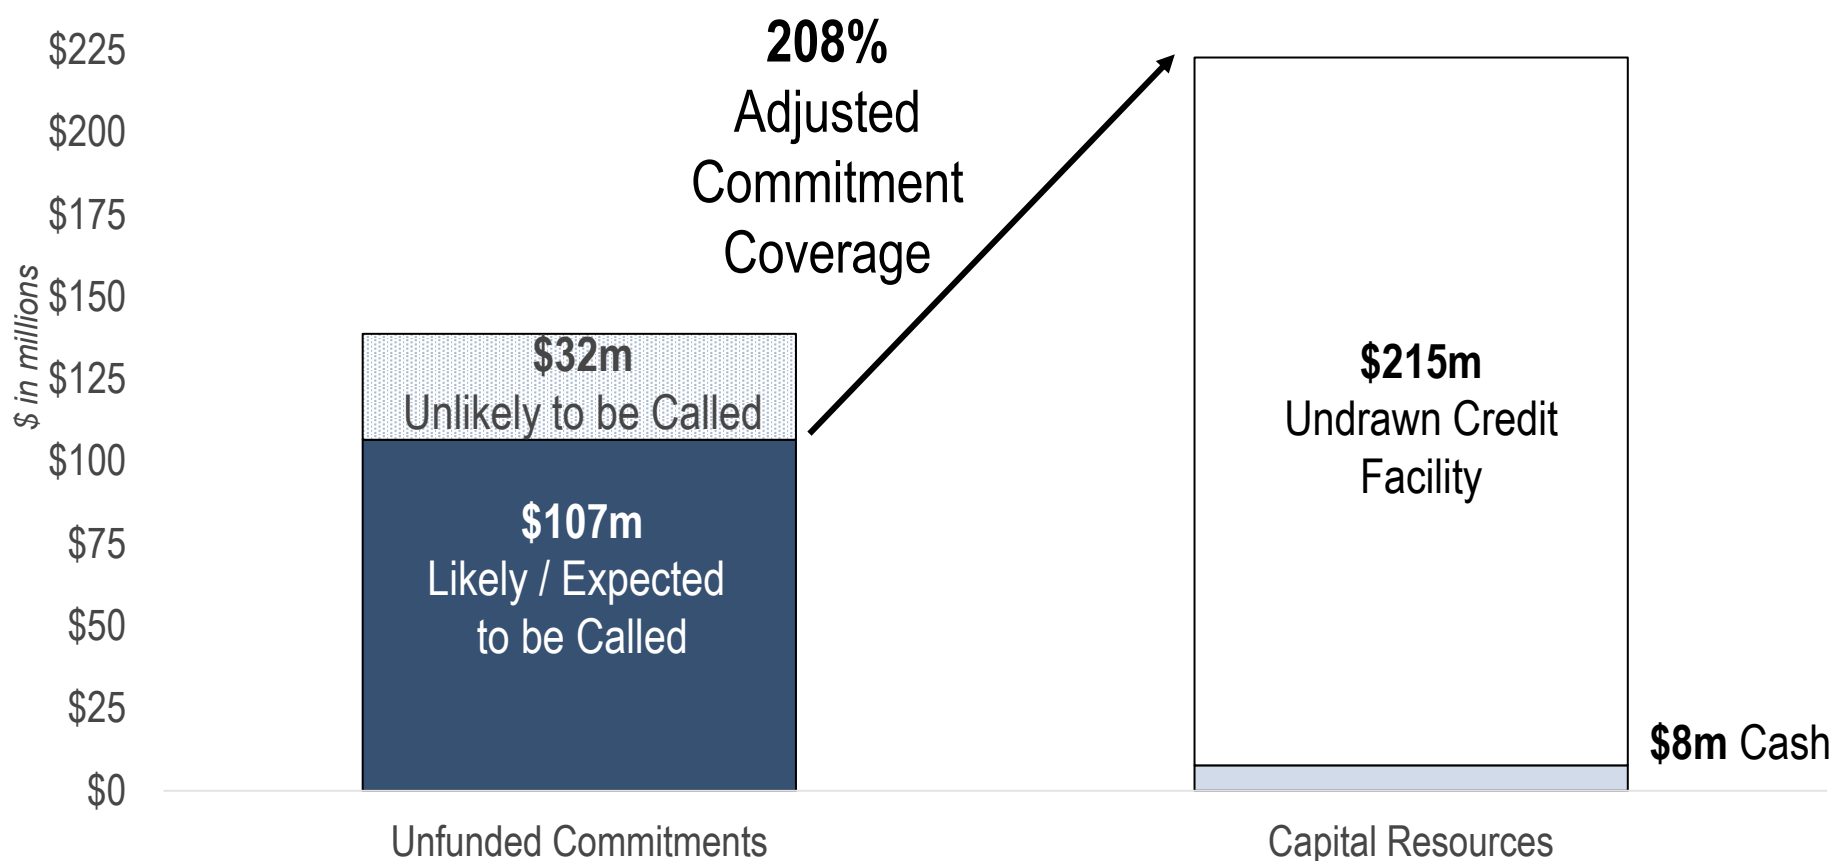 $225
$200
$175
$150
$125
$100
$75
$50
$25
$0
$ in millions
208%
Adjusted
Commitment
Coverage
$32m
Unlikely to be Called
$107m
Likely / Expected
to be Called
$215m
Undrawn Credit
Facility
$8m Cash
Unfunded Commitments
Capital Resources